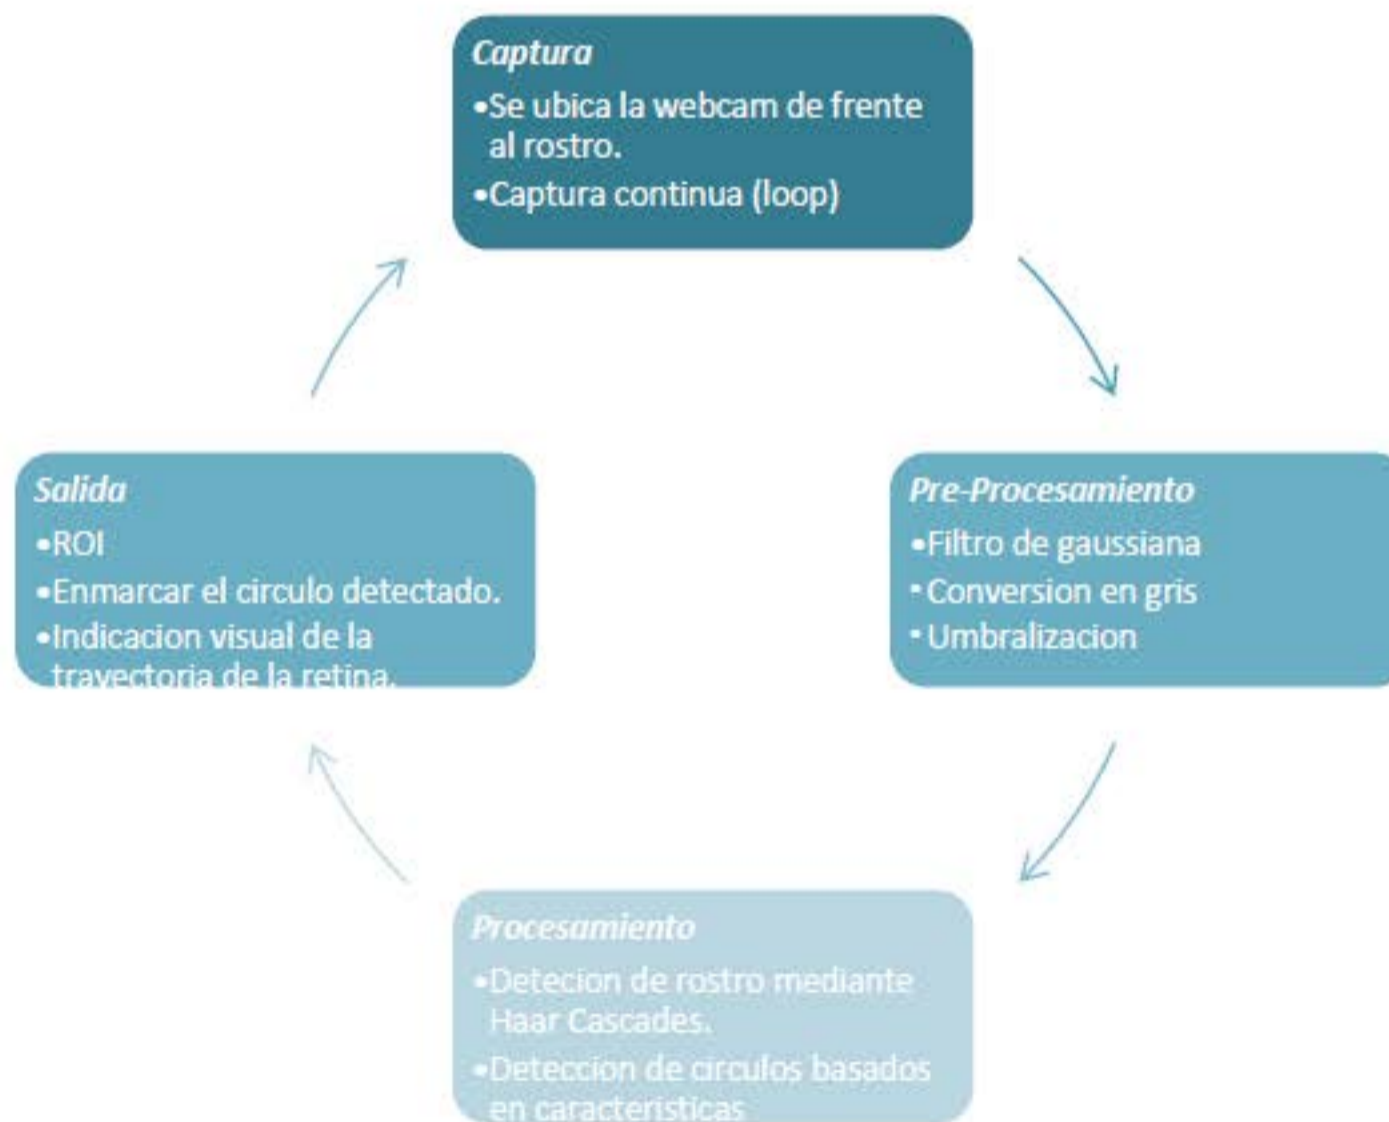 Captura
•Se ubica la webcam de frente
al rostro.
•Captura continua (loop)
Pre-Procesamiento
•Filtro de gaussiana
•Conversion en gris
•Umbralizacion
Procesamiento
•Detecion de rostro mediante
Haar Cascades.
•Deteccion de circulos basados
en caracteristicas
Salida
•ROI
•Enmarcar el circulo detectado.
•Indicacion visual de la
trayectoria de la retina.